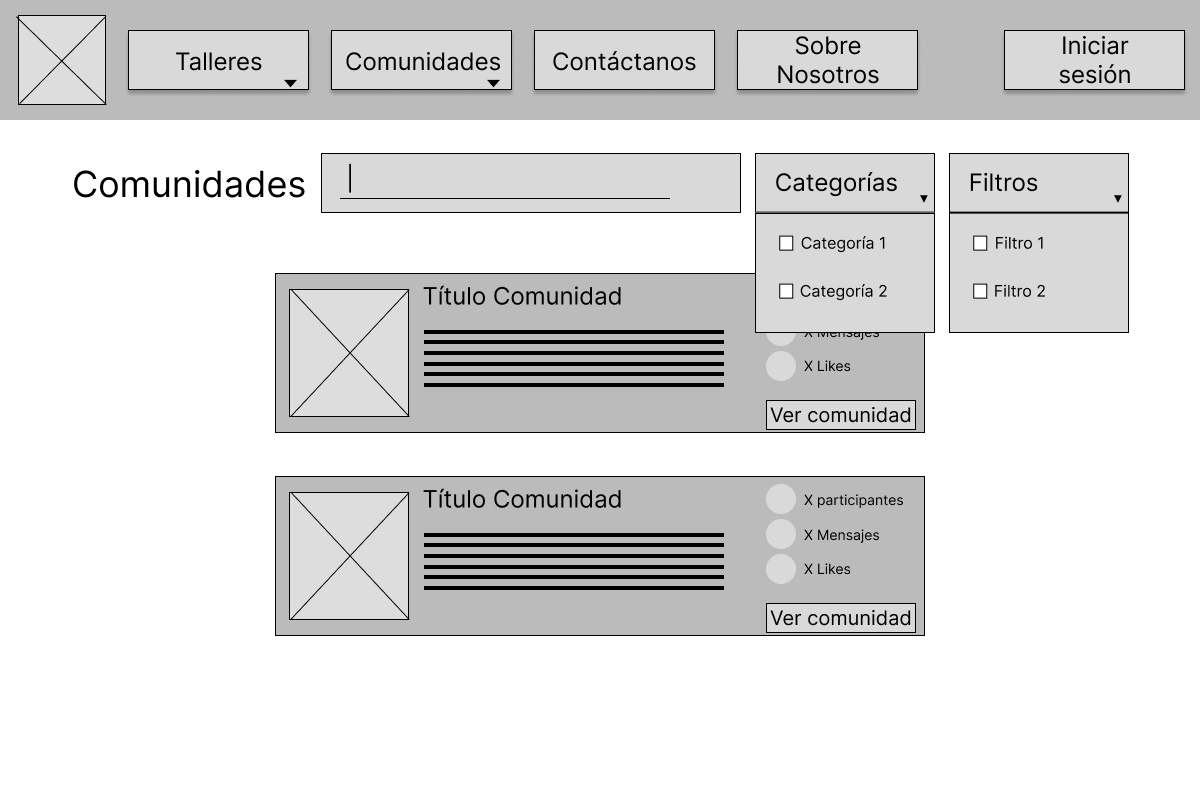 Talleres
Comunidades
Contáctanos
Sobre
Nosotros
Iniciar
sesión
Comunidades
Categorías
Filtros
Categoría 1
Filtro 1
Categoría 2
Filtro 2
Título Comunidad
X Mensajes
X Likes
Ver comunidad
Título Comunidad
X participantes
X Mensajes
X Likes
Ver comunidad